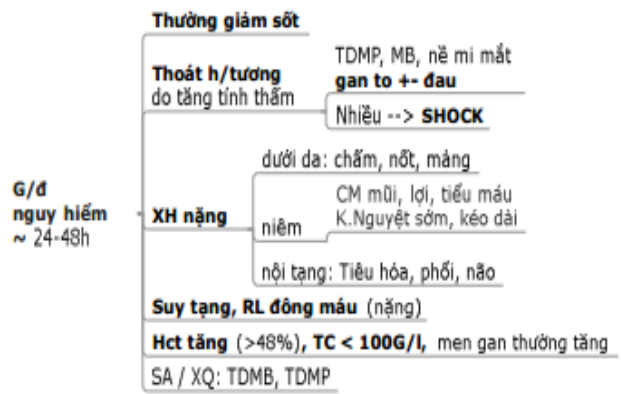 Thường giảm sốt
Thoát h/tương
do tăng tính thấm
TDMP, MB, nề mi mắt
gan to +- đau
Nhiều --> SHOCK
G/đ
nguy hiểm
~ 24-48h
XH nặng
dưới da: chấm, nốt, mảng
niêm
CM mũi, lợi, tiểu máu
K.Nguyệt sớm, kéo dài
nội tạng: Tiêu hóa, phổi, não
Suy tạng, RL đông máu (nặng)
Hct tăng (>48%), TC < 100G/l, men gan thường tăng
SA / XQ: TDMB, TDMP